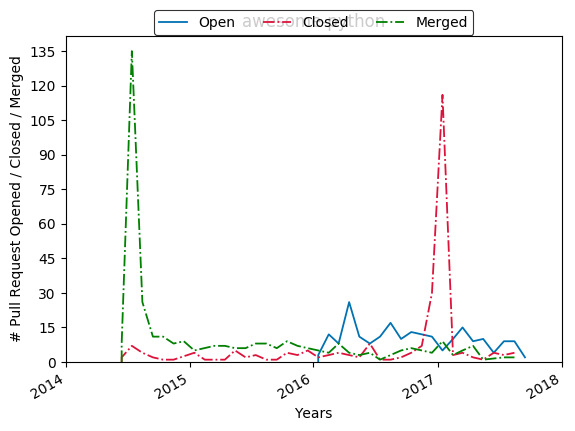 awesome-python
Open Closed Merged
# Pull Request Opened / Closed / Merged
135
120
105
90
75
60
45
30
15
0
2014 2015 2016 2017 2018
Years